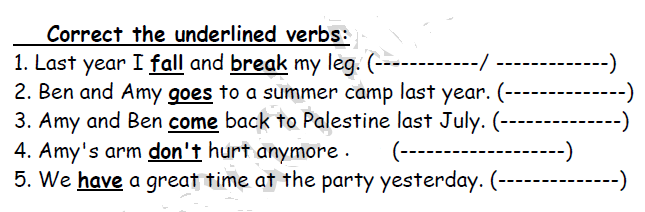 Correct the underlined verbs:
1. Last year I fall and break my leg. (------------/ -------------)
2. Ben and Amy goes to a summer camp last year. (--------------)
3. Amy and Ben come back to Palestine last July. (--------------)
4. Amy's arm don't hurt anymore . (-------------------)
5. We have a great time at the party yesterday. (--------------)